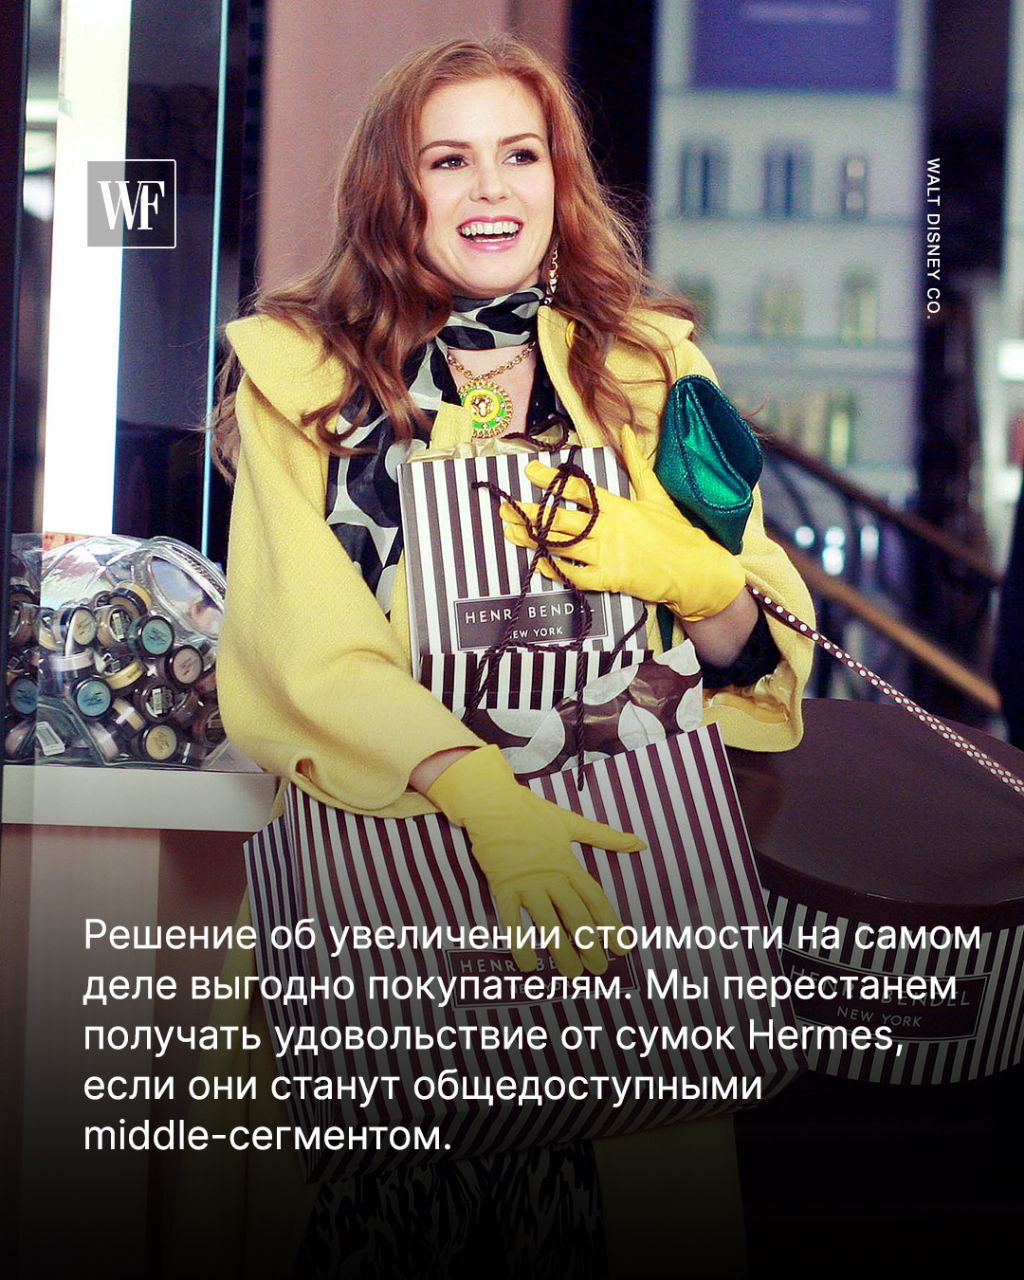 WF
WALT DISNEY CO.
HENRI BENDEL
NEW YORK
Решение об увеличении стоимости на самом
деле выгодно покупателям. Мы перестанем
получать удовольствие от сумок Hermes,
если они станут общедоступными
middle-сегментом.
BENDEL
NEW YORK